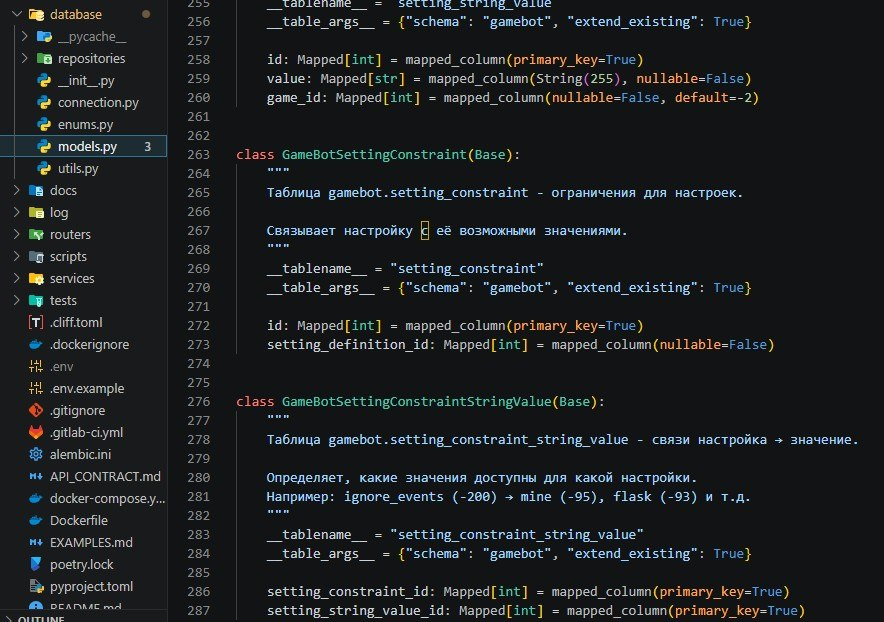 database
__pycache__
repositories
__init__.py
connection.py
enums.py
models.py 3
utils.py
docs
log
routers
scripts
services
tests
.cliff.toml
.dockerignore
.env
.env.example
.gitignore
.gitlab-ci.yml
alembic.ini
API_CONTRACT.md
docker-compose.y...
Dockerfile
EXAMPLES.md
poetry.lock
pyproject.toml
README.md
OUTLINE
255 __tablename__ = "setting_string_value"
256 __table_args__ = {"schema": "gamebot", "extend_existing": True}
257
258 id: Mapped[int] = mapped_column(primary_key=True)
259 value: Mapped[str] = mapped_column(String(255), nullable=False)
260 game_id: Mapped[int] = mapped_column(nullable=False, default=-2)
261
262
263 class GameBotSettingConstraint(Base):
264 """
265 Таблица gamebot.setting_constraint - ограничения для настроек.
266
267 Связывает настройку с её возможными значениями.
268 """
269 __tablename__ = "setting_constraint"
270 __table_args__ = {"schema": "gamebot", "extend_existing": True}
271
272 id: Mapped[int] = mapped_column(primary_key=True)
273 setting_definition_id: Mapped[int] = mapped_column(nullable=False)
274
275
276 class GameBotSettingConstraintStringValue(Base):
277 """
278 Таблица gamebot.setting_constraint_string_value - связи настройка → значение.
279
280 Определяет, какие значения доступны для какой настройки.
281 Например: ignore_events (-200) → mine (-95), flask (-93) и т.д.
282 """
283 __tablename__ = "setting_constraint_string_value"
284 __table_args__ = {"schema": "gamebot", "extend_existing": True}
285
286 setting_constraint_id: Mapped[int] = mapped_column(primary_key=True)
287 setting_string_value_id: Mapped[int] = mapped_column(primary_key=True)